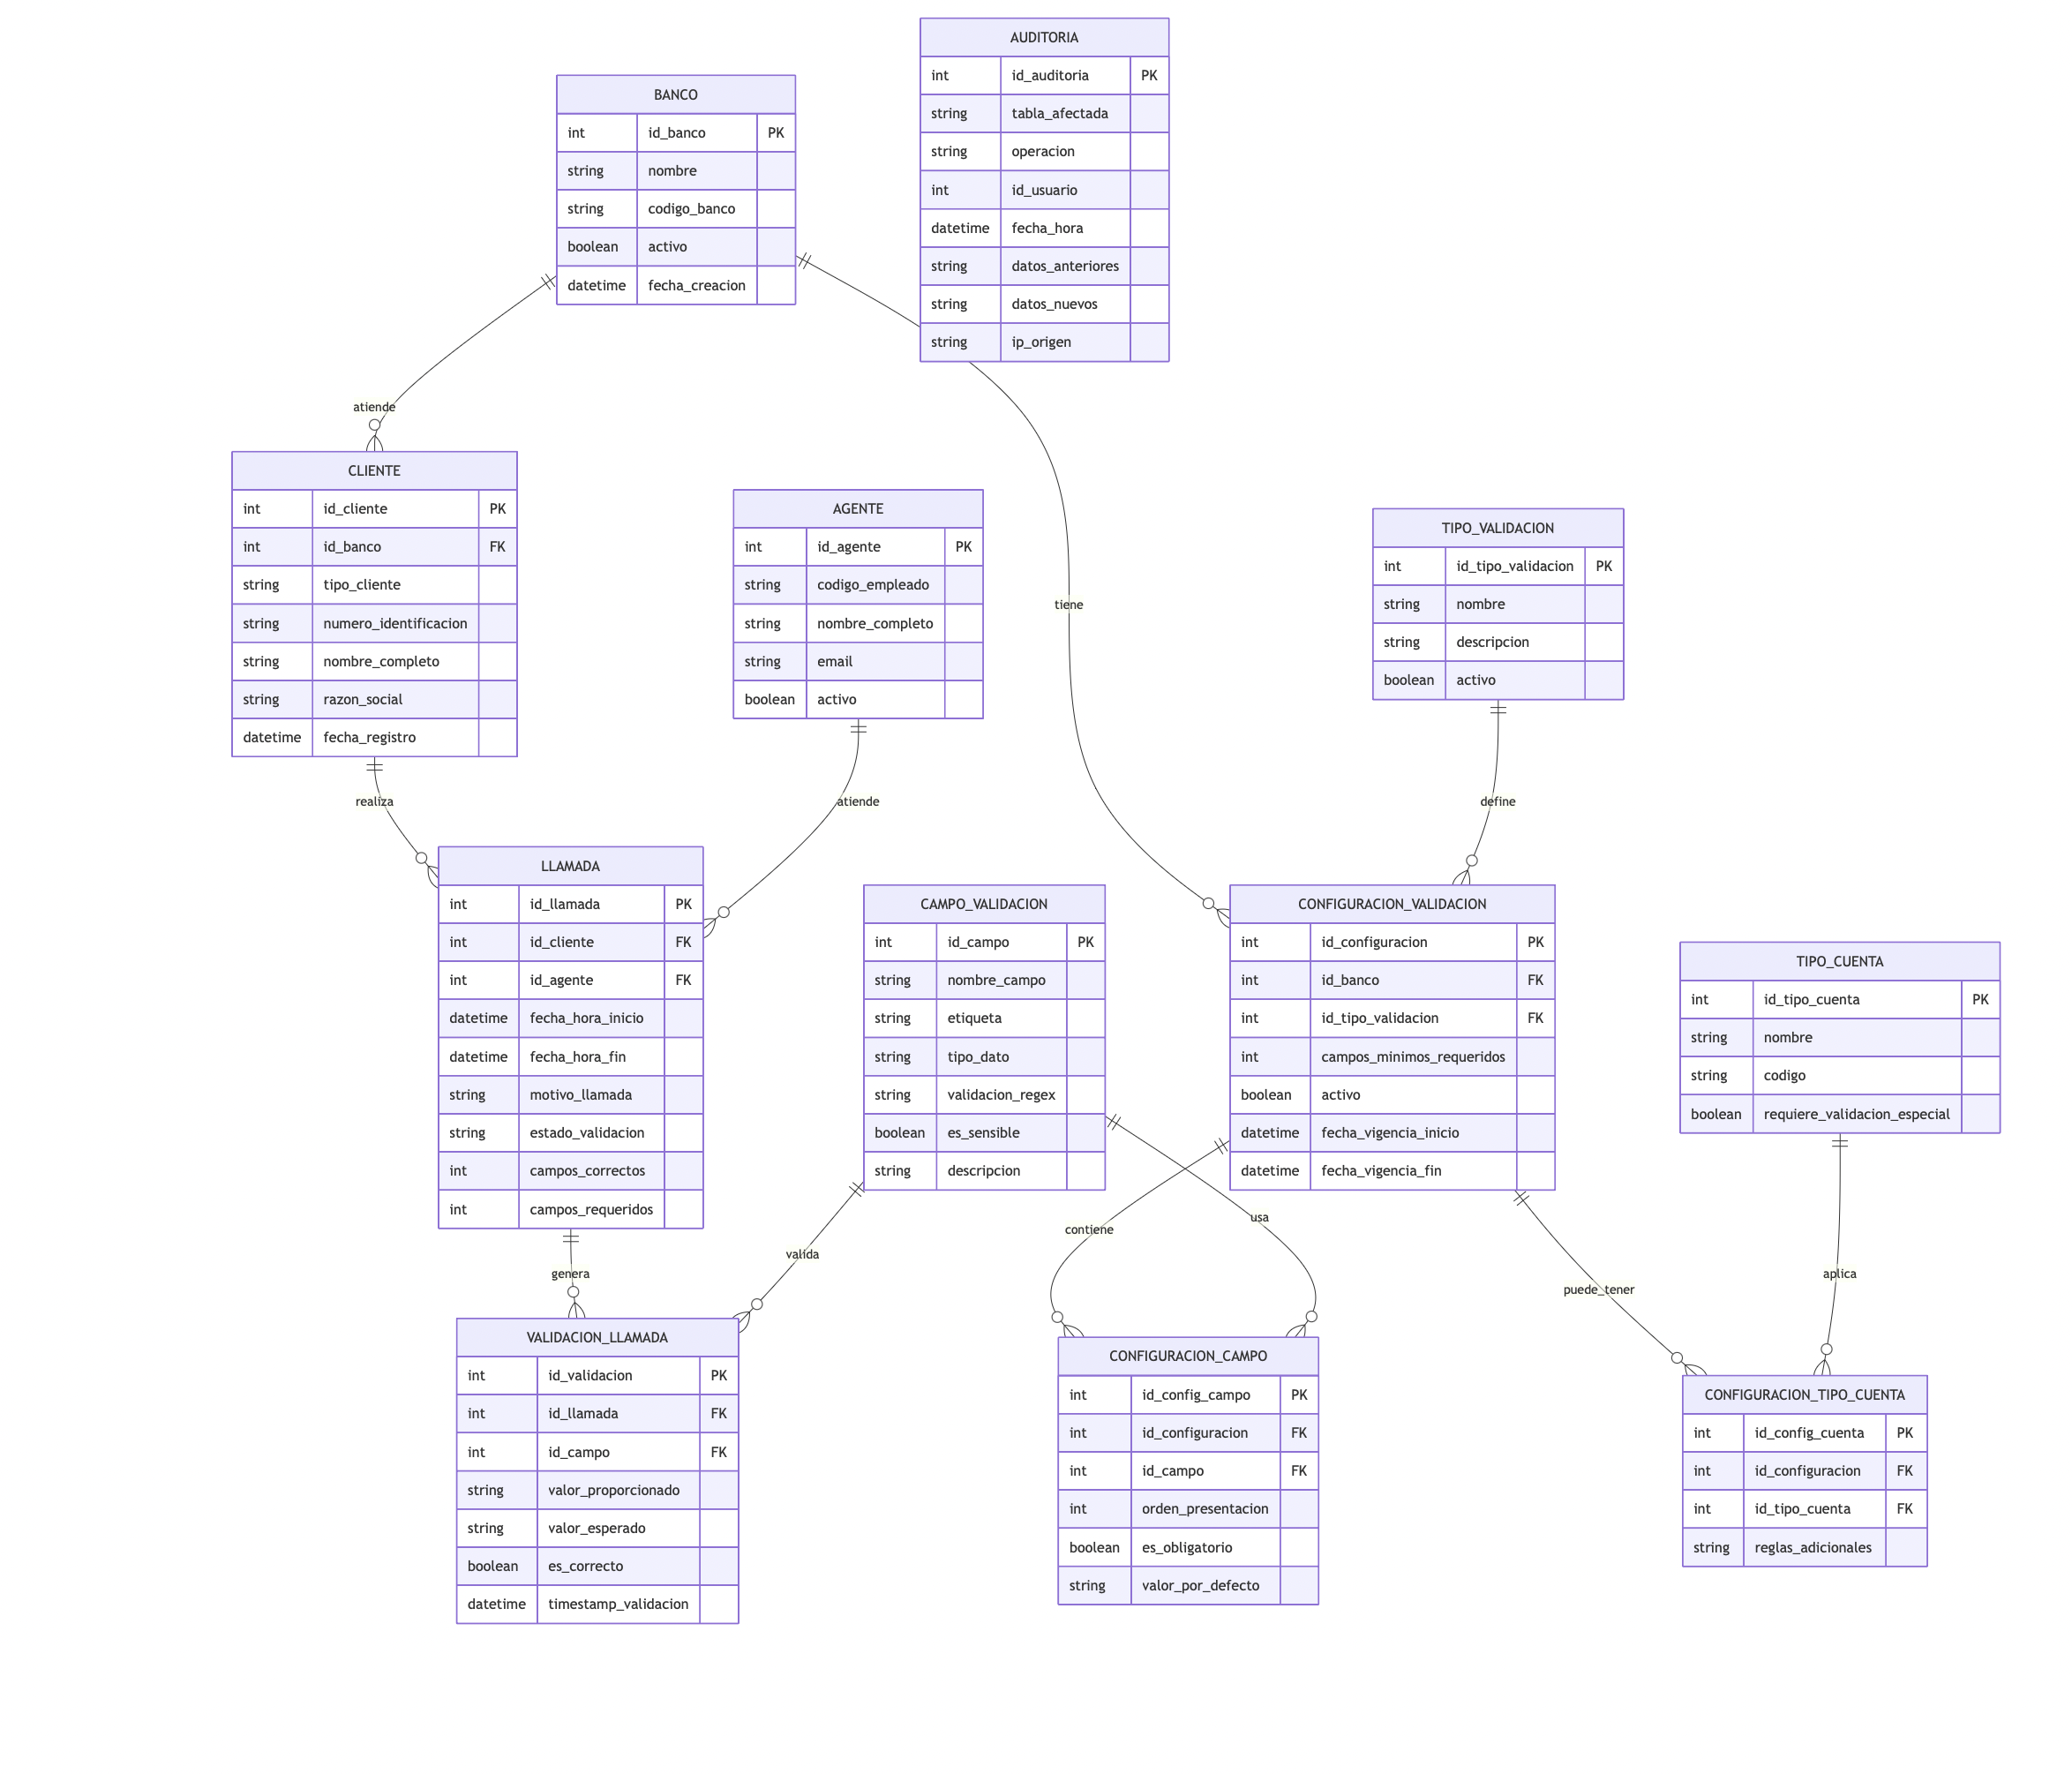 AUDITORIA
int id_auditoria PK
string tabla_afectada
string operacion
int id_usuario
datetime fecha_hora
string datos_anteriores
string datos_nuevos
string ip_origen
BANCO
int id_banco PK
string nombre
string codigo_banco
boolean activo
datetime fecha_creacion
atiende
tiene
CLIENTE
int id_cliente PK
int id_banco FK
string tipo_cliente
string numero_identificacion
string nombre_completo
string razon_social
datetime fecha_registro
AGENTE
int id_agente PK
string codigo_empleado
string nombre_completo
string email
boolean activo
TIPO_VALIDACION
int id_tipo_validacion PK
string nombre
string descripcion
boolean activo
realiza
atiende
define
LLAMADA
int id_llamada PK
int id_cliente FK
int id_agente FK
datetime fecha_hora_inicio
datetime fecha_hora_fin
string motivo_llamada
string estado_validacion
int campos_correctos
int campos_requeridos
CAMPO_VALIDACION
int id_campo PK
string nombre_campo
string etiqueta
string tipo_dato
string validacion_regex
boolean es_sensible
string descripcion
CONFIGURACION_VALIDACION
int id_configuracion PK
int id_banco FK
int id_tipo_validacion FK
int campos_minimos_requeridos
boolean activo
datetime fecha_vigencia_inicio
datetime fecha_vigencia_fin
TIPO_CUENTA
int id_tipo_cuenta PK
string nombre
string codigo
boolean requiere_validacion_especial
genera
valida
contiene
usa
puede_tener
aplica
VALIDACION_LLAMADA
int id_validacion PK
int id_llamada FK
int id_campo FK
string valor_proporcionado
string valor_esperado
boolean es_correcto
datetime timestamp_validacion
CONFIGURACION_CAMPO
int id_config_campo PK
int id_configuracion FK
int id_campo FK
int orden_presentacion
boolean es_obligatorio
string valor_por_defecto
CONFIGURACION_TIPO_CUENTA
int id_config_cuenta PK
int id_configuracion FK
int id_tipo_cuenta FK
string reglas_adicionales